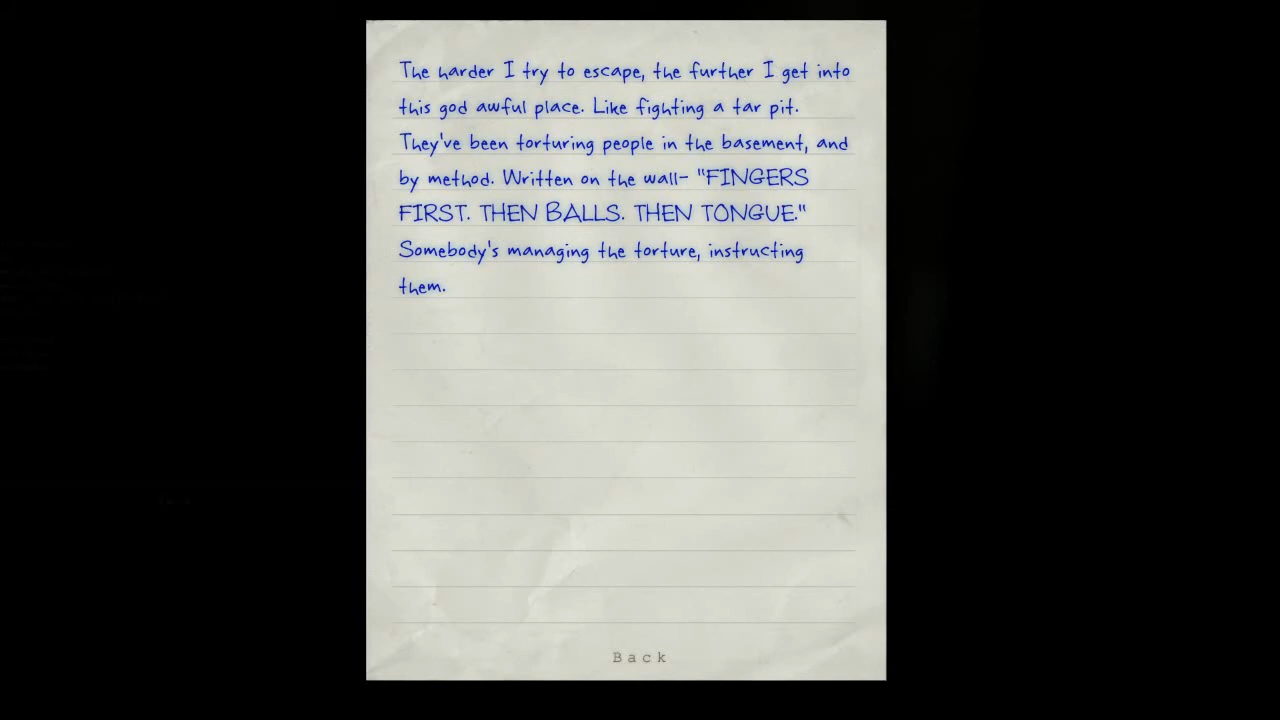 The harder I try to escape, the further I get into
this god awful place. Like fighting a tar pit.
They've been torturing people in the basement, and
by method. Written on the wall- "FINGERS
FIRST. THEN BALLS. THEN TONGUE."
Somebody's managing the torture, instructing
them.
Back